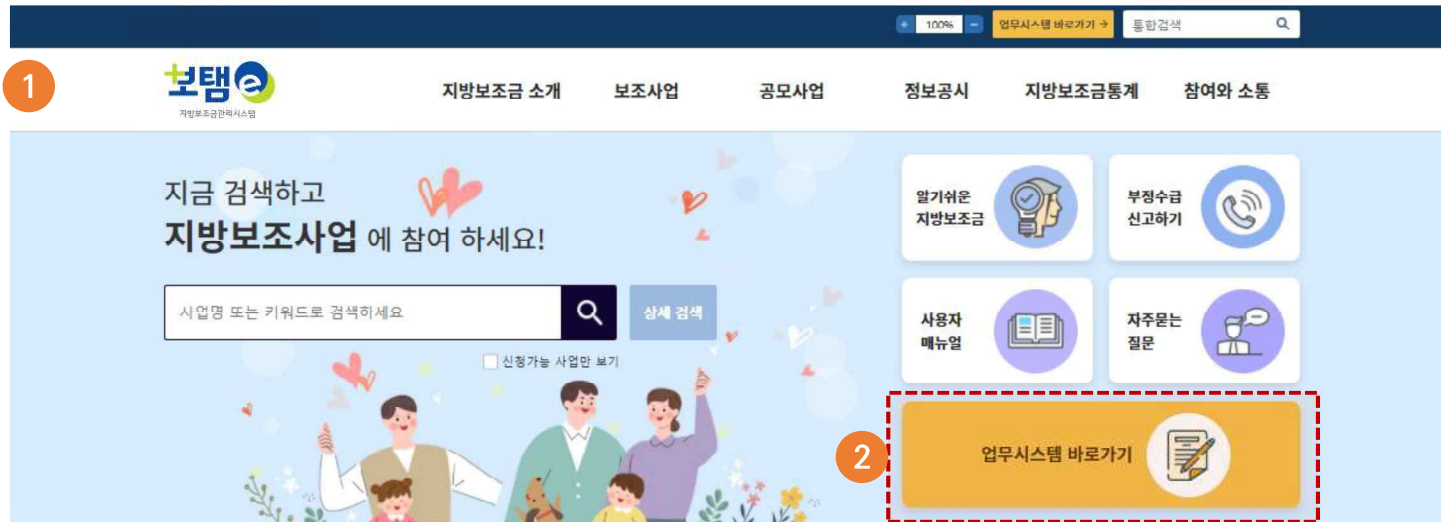 + 100% - 업무시스템 바로가기 → 통합검색
1
보탬e
지방보조금관리시스템
지방보조금 소개 보조사업 공모사업 정보공시 지방보조금통계 참여와 소통
지금 검색하고
지방보조사업 에 참여 하세요!
사업명 또는 키워드로 검색하세요
상세 검색
신청가능 사업만 보기
알기쉬운
지방보조금
부정수급
신고하기
사용자
매뉴얼
자주묻는
질문
2
업무시스템 바로가기